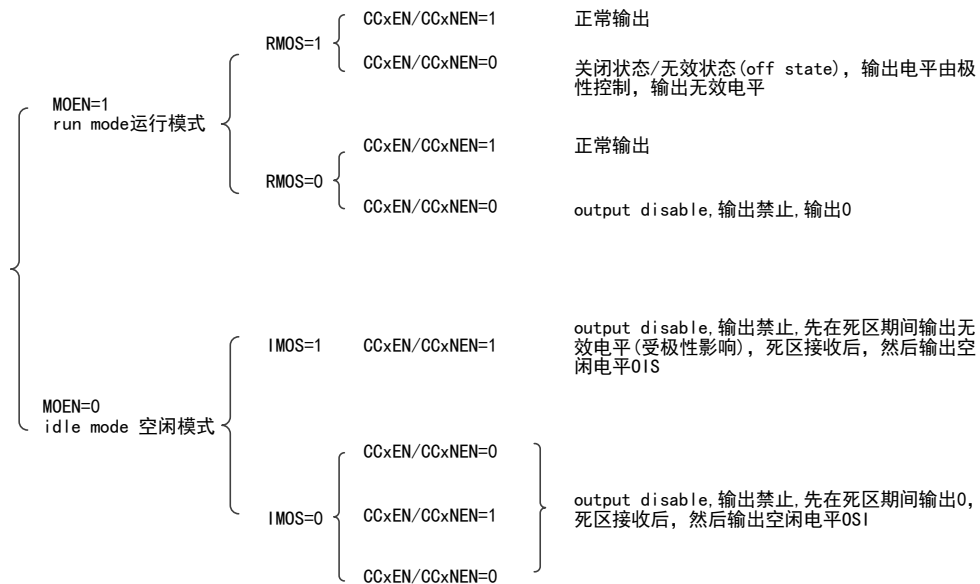 CCxEN/CCxNEN=1 正常输出
RMOS=1
CCxEN/CCxNEN=0 关闭状态/无效状态(off state), 输出电平由极
性控制, 输出无效电平
MOEN=1
run mode运行模式
CCxEN/CCxNEN=1 正常输出
RMOS=0
CCxEN/CCxNEN=0 output disable,输出禁止,输出0
IMOS=1 CCxEN/CCxNEN=1 output disable,输出禁止,先在死区期间输出无
效电平(受极性影响), 死区接收后, 然后输出空
闲电平OIS
MOEN=0
idle mode 空闲模式
CCxEN/CCxNEN=0
IMOS=0 CCxEN/CCxNEN=1 output disable,输出禁止,先在死区期间输出0,
死区接收后, 然后输出空闲电平OSI
CCxEN/CCxNEN=0